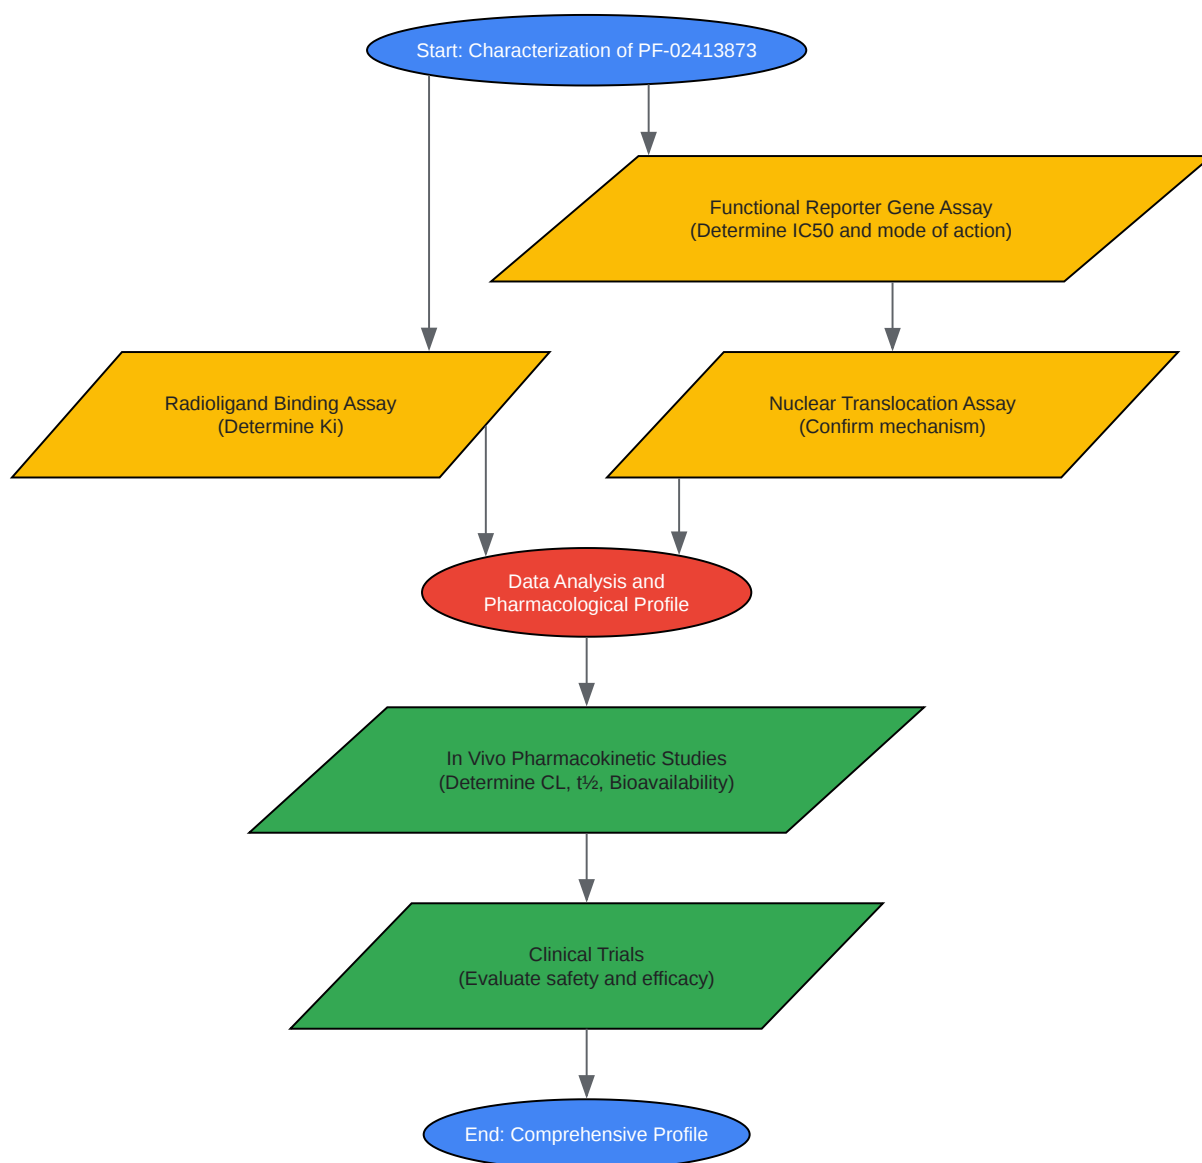 Start: Characterization of PF-02413873
Functional Reporter Gene Assay
(Determine IC50 and mode of action)
Radioligand Binding Assay
(Determine Ki)
Nuclear Translocation Assay
(Confirm mechanism)
Data Analysis and
Pharmacological Profile
In Vivo Pharmacokinetic Studies
(Determine CL, t½, Bioavailability)
Clinical Trials
(Evaluate safety and efficacy)
End: Comprehensive Profile